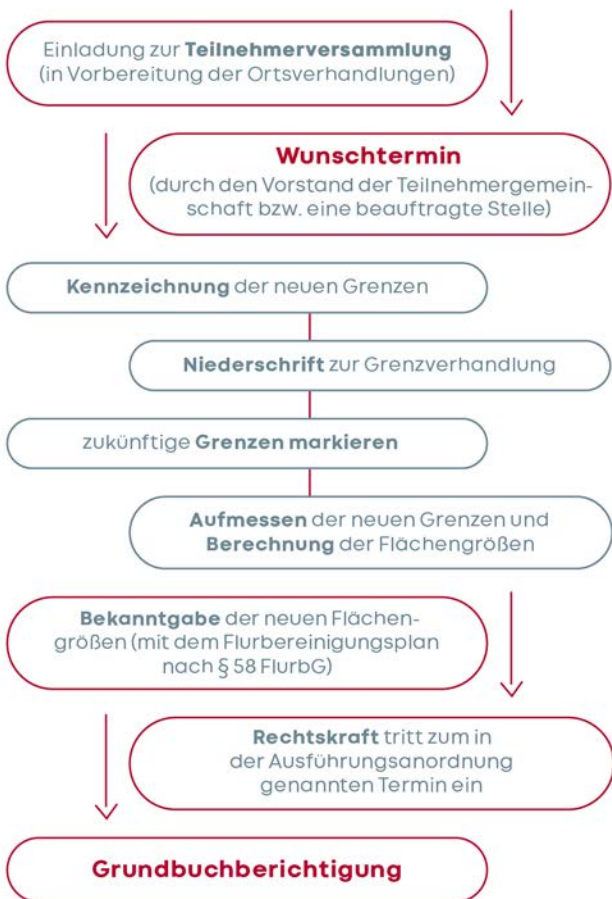 Einladung zur Teilnehmerversammlung
(in Vorbereitung der Ortsverhandlungen)
Wunschtermin
(durch den Vorstand der Teilnehmergemein-
schaft bzw. eine beauftragte Stelle)
Kennzeichnung der neuen Grenzen
Niederschrift zur Grenzverhandlung
zukünftige Grenzen markieren
Aufmessen der neuen Grenzen und
Berechnung der Flächengrößen
Bekanntgabe der neuen Flächen-
größen (mit dem Flurbereinigungsplan
nach § 58 FlurbG)
Rechtskraft tritt zum in
der Ausführungsanordnung
genannten Termin ein
Grundbuchberichtigung